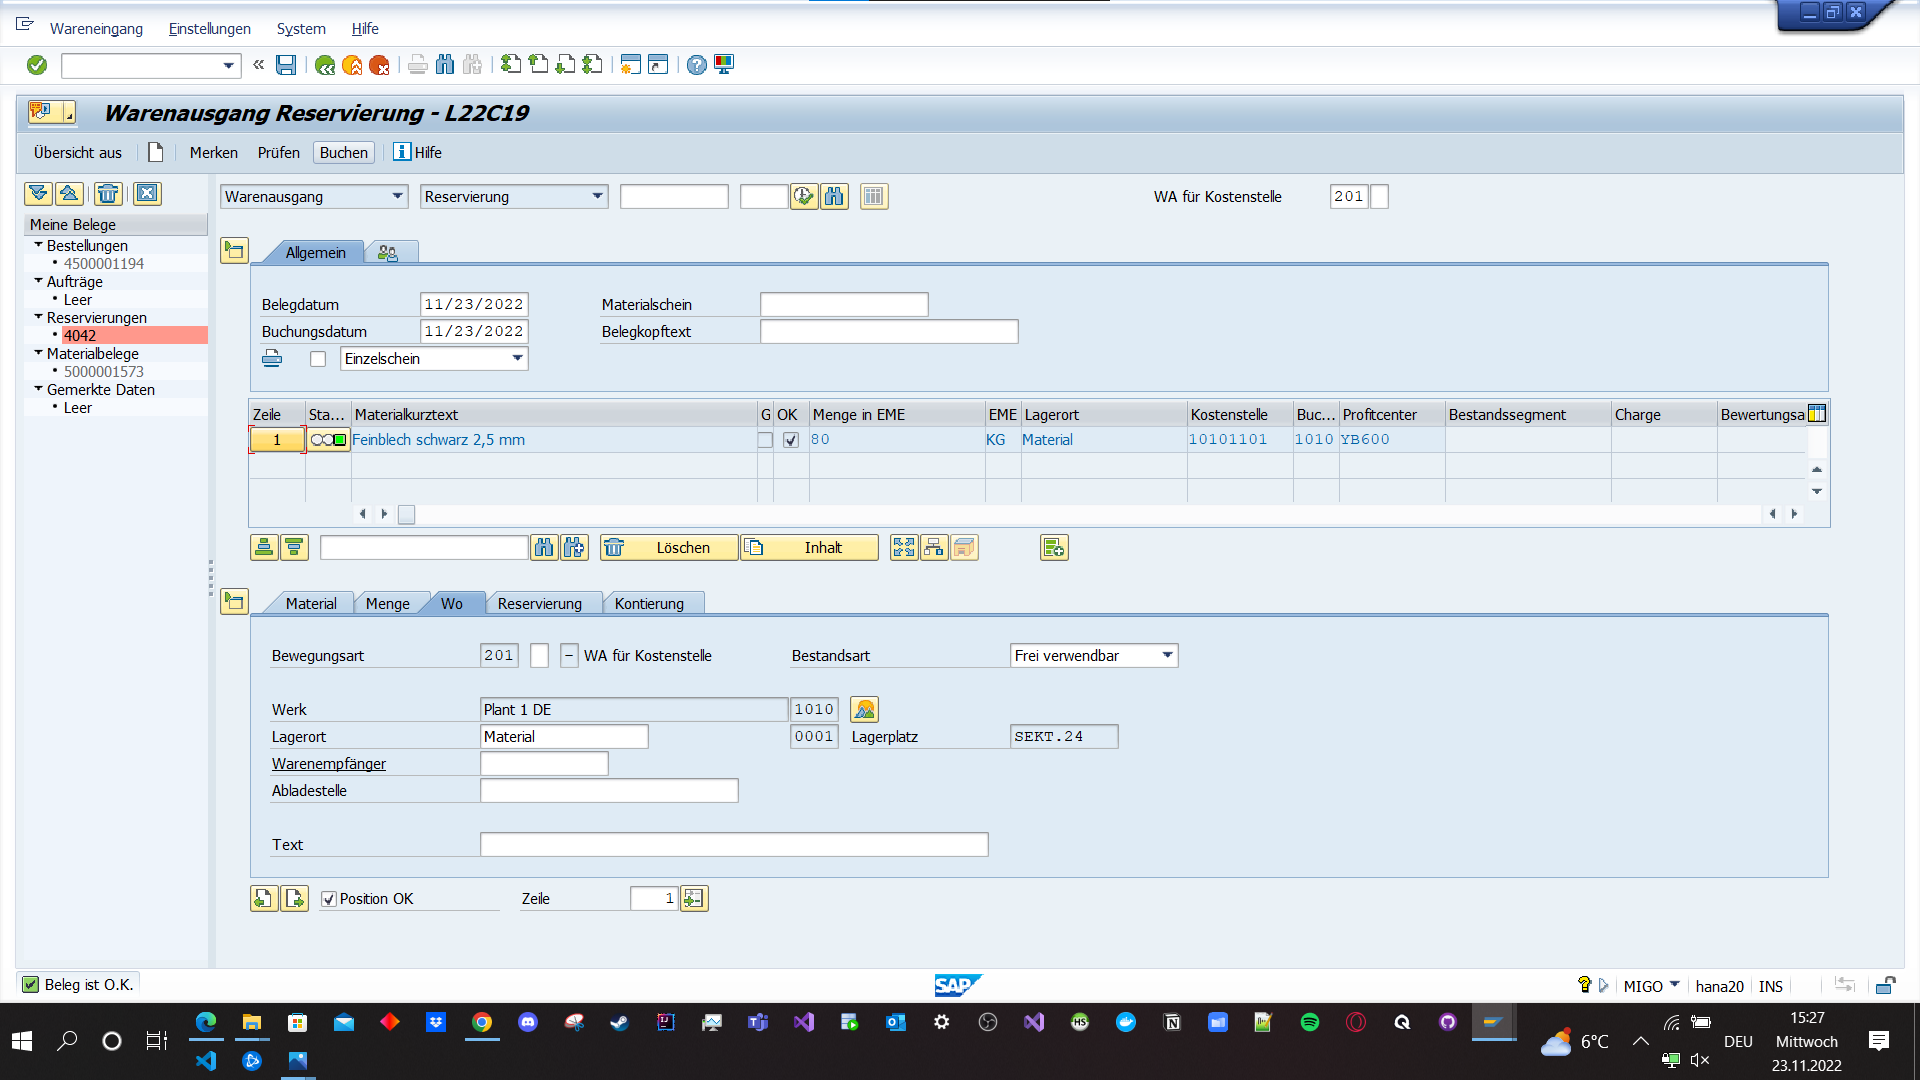 Wareneingang Einstellungen System Hilfe
Warenausgang Reservierung - L22C19
Übersicht aus Merken Prüfen Buchen Hilfe
Warenausgang Reservierung WA für Kostenstelle 201
Meine Belege
Bestellungen
4500001194
Aufträge
Leer
Reservierungen
4042
Materialbelege
5000001573
Gemerkte Daten
Leer
Allgemein
Belegdatum 11/23/2022 Materialschein
Buchungsdatum 11/23/2022 Belegkopftext
Einzelschein
Zeile Sta... Materialkurztext G OK Menge in EME EME Lagerort Kostenstelle Buc... Profitcenter Bestandssegment Charge Bewertungsa
1 Feinblech schwarz 2,5 mm 80 KG Material 10101101 1010 YB600
Löschen Inhalt
Material Menge Wo Reservierung Kontierung
Bewegungsart 201 - WA für Kostenstelle Bestandsart Frei verwendbar
Werk Plant 1 DE 1010
Lagerort Material 0001 Lagerplatz SEKT.24
Warenempfänger
Abladestelle
Text
Position OK Zeile 1
Beleg ist O.K. SAP MIGO hana20 INS
6°C DEU 15:27
Mittwoch
23.11.2022